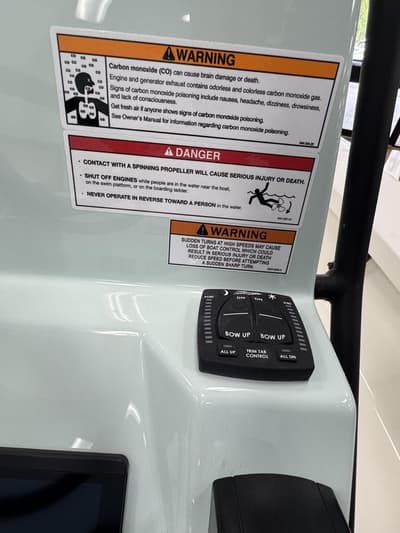 WARNING
Carbon monoxide (CO) can cause brain damage or death.
Engine and generator exhaust contains odorless and colorless carbon monoxide gas.
Signs of carbon monoxide poisoning include nausea, headache, dizziness, drowsiness,
and lack of consciousness.
Get fresh air if anyone shows signs of carbon monoxide poisoning.
See Owner's Manual for information regarding carbon monoxide poisoning.
DANGER
• CONTACT WITH A SPINNING PROPELLER WILL CAUSE SERIOUS INJURY OR DEATH.
• SHUT OFF ENGINES while people are in the water near the boat,
on the swim platform, or on the boarding ladder.
• NEVER OPERATE IN REVERSE TOWARD A PERSON in the water.
WARNING
SUDDEN TURNS AT HIGH SPEEDS MAY CAUSE
LOSS OF BOAT CONTROL WHICH COULD
RESULT IN SERIOUS INJURY OR DEATH
REDUCE SPEED BEFORE ATTEMPTING
A SUDDEN SHARP TURN.
BOW UP BOW UP
ALL UP TRIM TAB CONTROL ALL DN